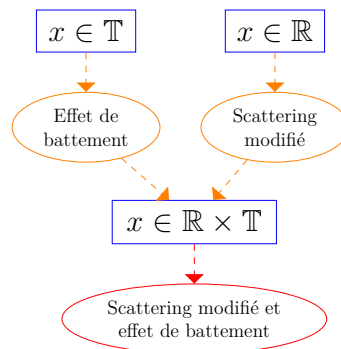 x ∈ 𝕋
x ∈ ℝ
Effet de
battement
Scattering
modifié
x ∈ ℝ × 𝕋
Scattering modifié et
effet de battement